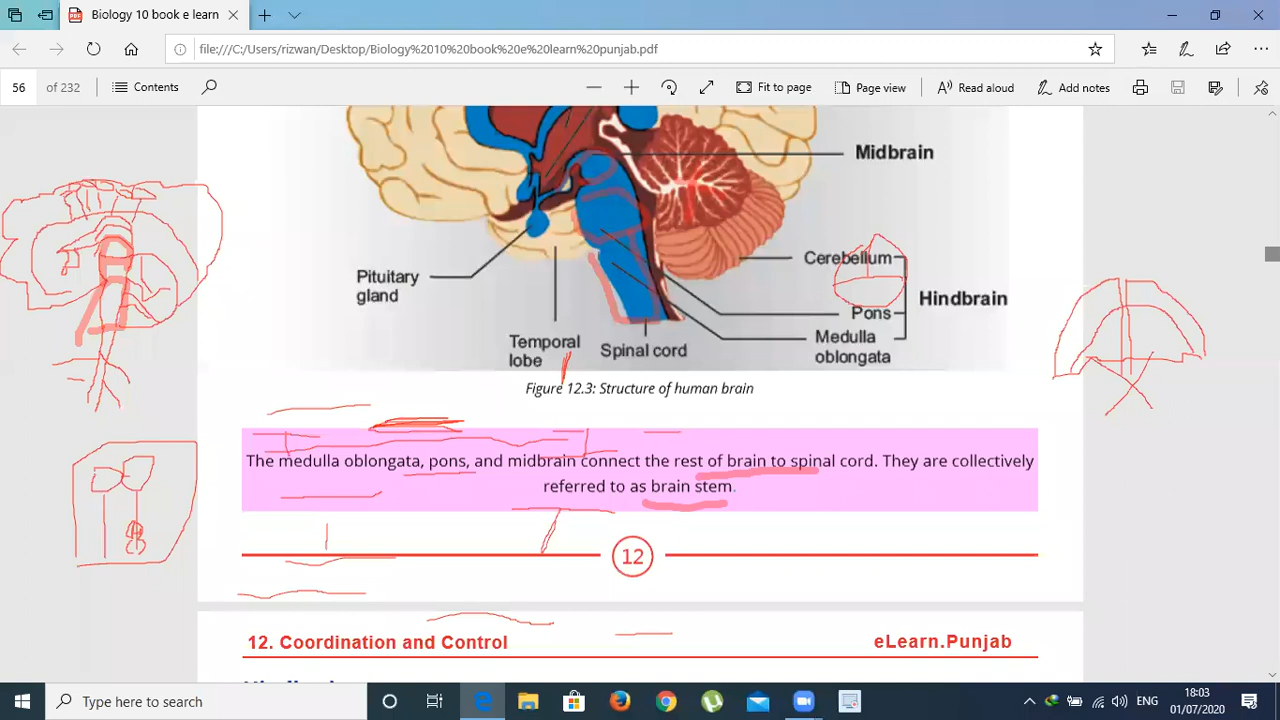 Biology 10 book e learn
file:///C:/Users/rizwan/Desktop/Biology%2010%20book%20e%20learn%20punjab.pdf
56 of 232
Contents
Fit to page
Page view
Read aloud
Add notes
Midbrain
Cerebellum
Pituitary
gland
Hindbrain
Pons
Temporal
lobe
Spinal cord
Medulla
oblongata
Figure 12.3: Structure of human brain
The medulla oblongata, pons, and midbrain connect the rest of brain to spinal cord. They are collectively
referred to as brain stem.
12
12. Coordination and Control
eLearn.Punjab
Type here to search
ENG
18:03
01/07/2020